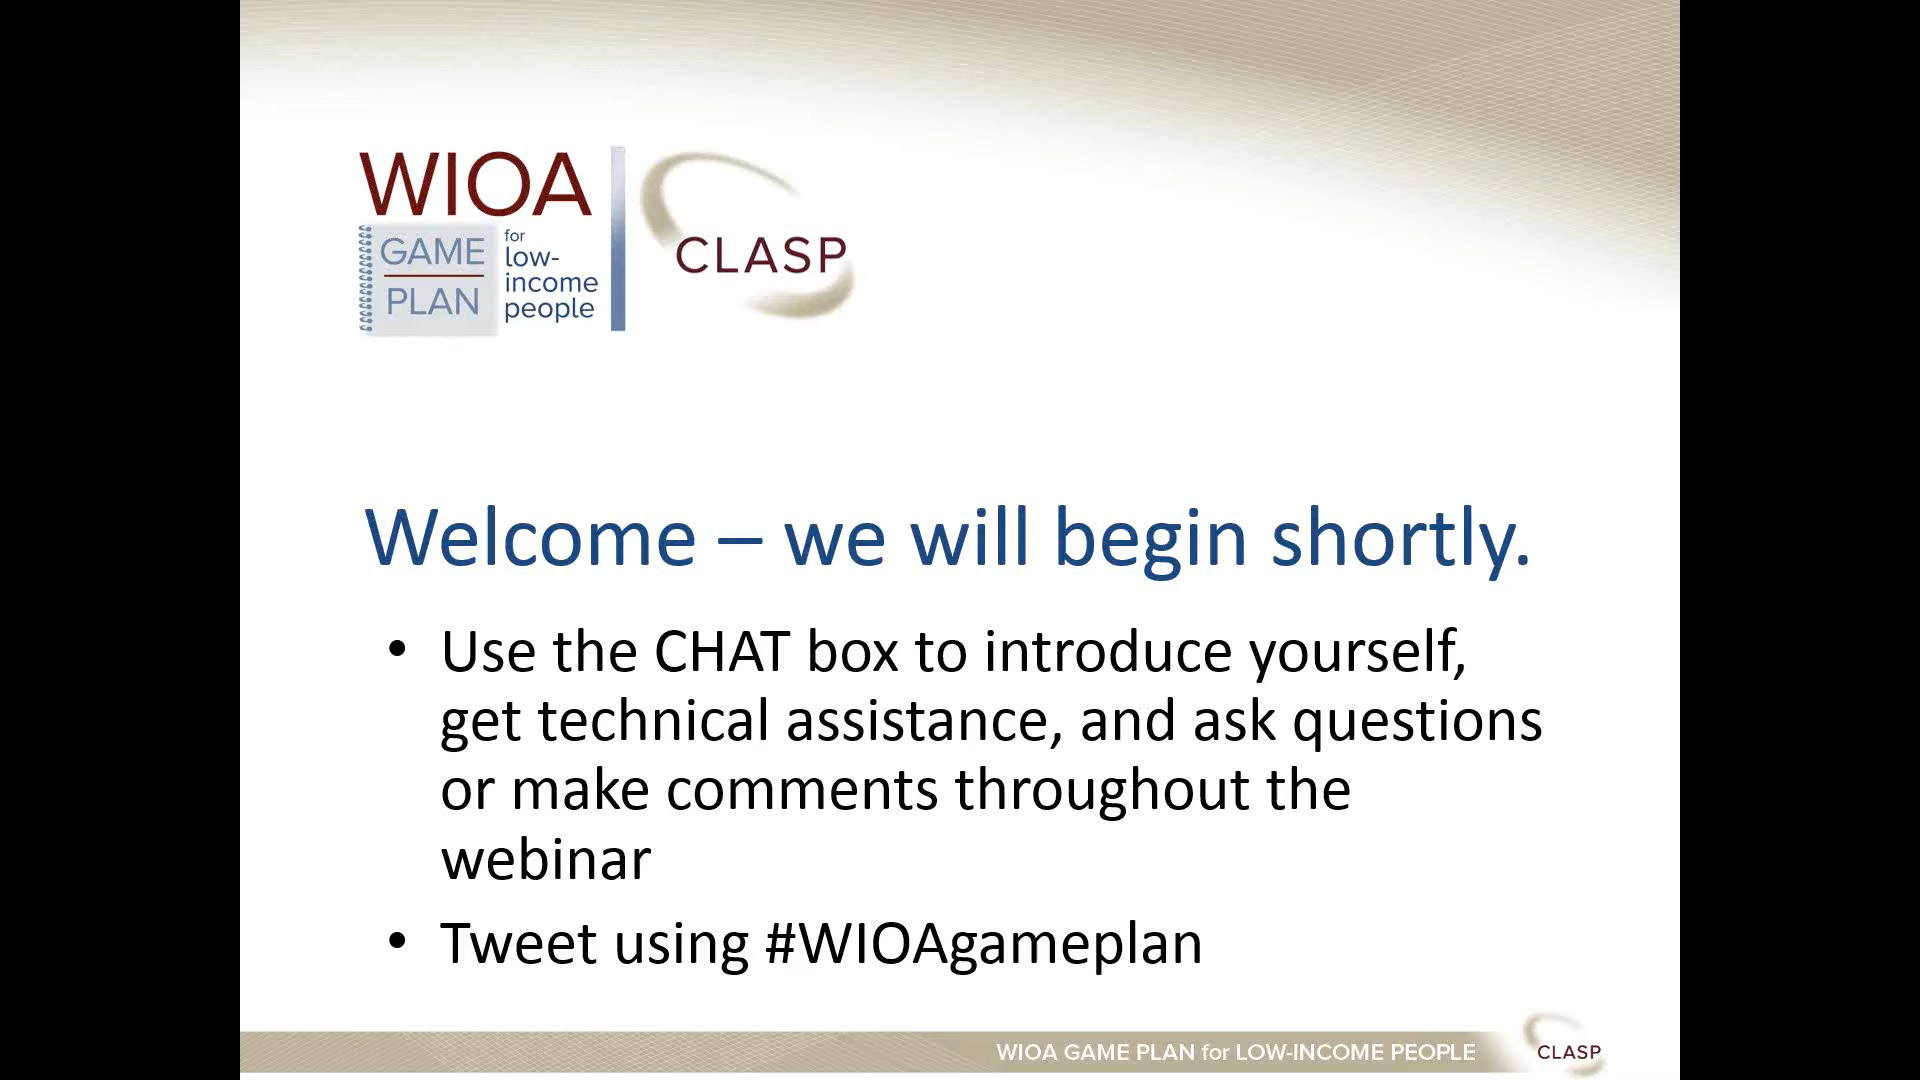 WIOA
GAME
PLAN
for
low-
income
people
CLASP
Welcome – we will begin shortly.
• Use the CHAT box to introduce yourself,
get technical assistance, and ask questions
or make comments throughout the
webinar
• Tweet using #WIOAgameplan
WIOA GAME PLAN for LOW-INCOME PEOPLE
CLASP